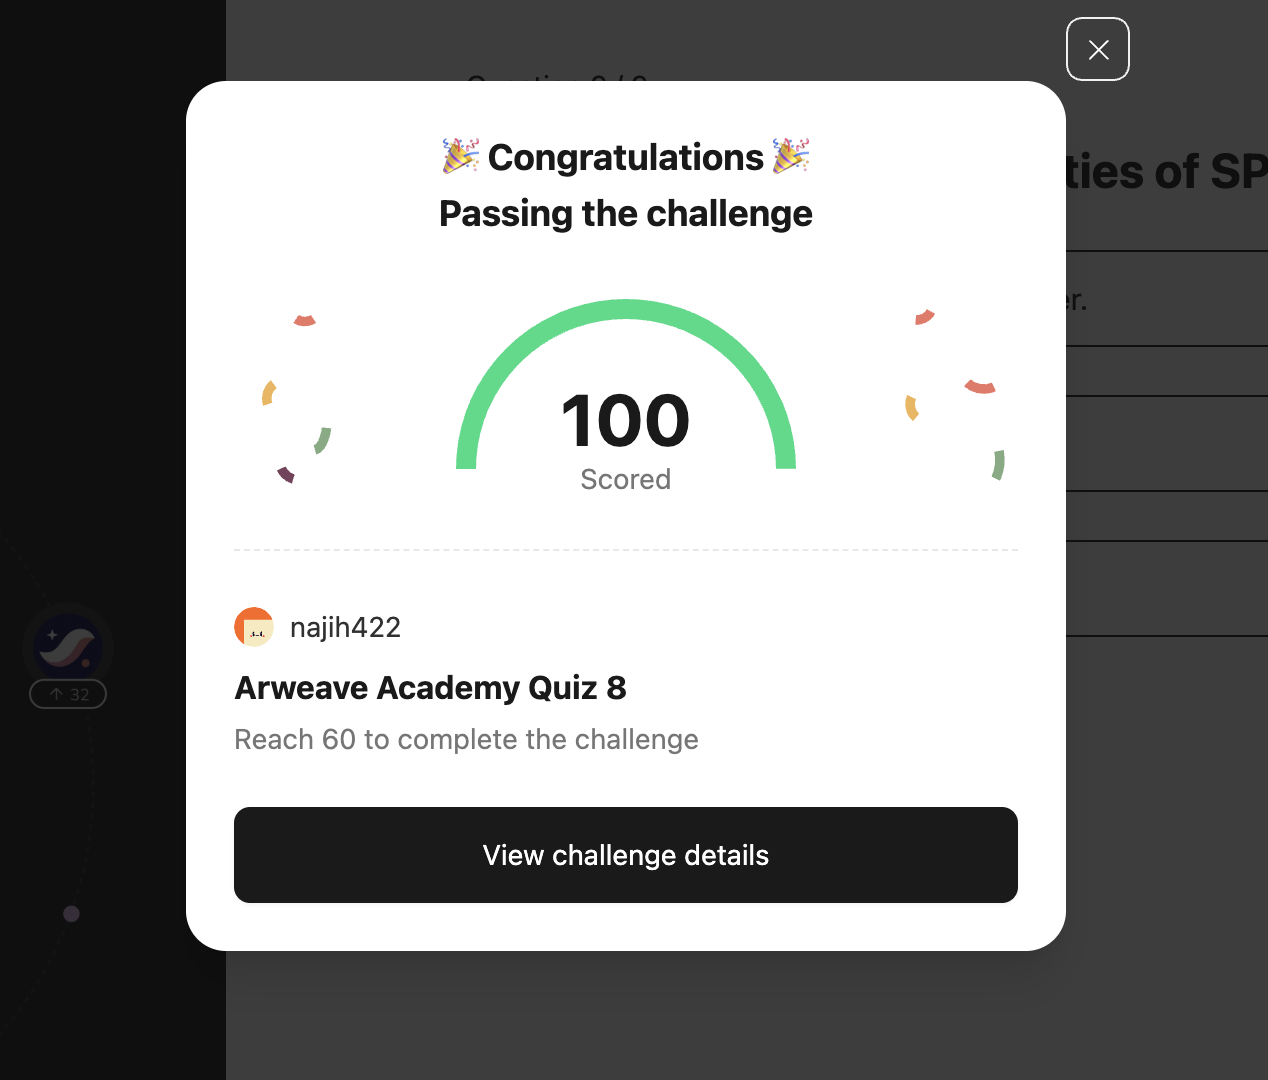 ties of SP
er.
🎉 Congratulations 🎉
Passing the challenge
100
Scored
najih422
Arweave Academy Quiz 8
Reach 60 to complete the challenge
View challenge details
↑ 32